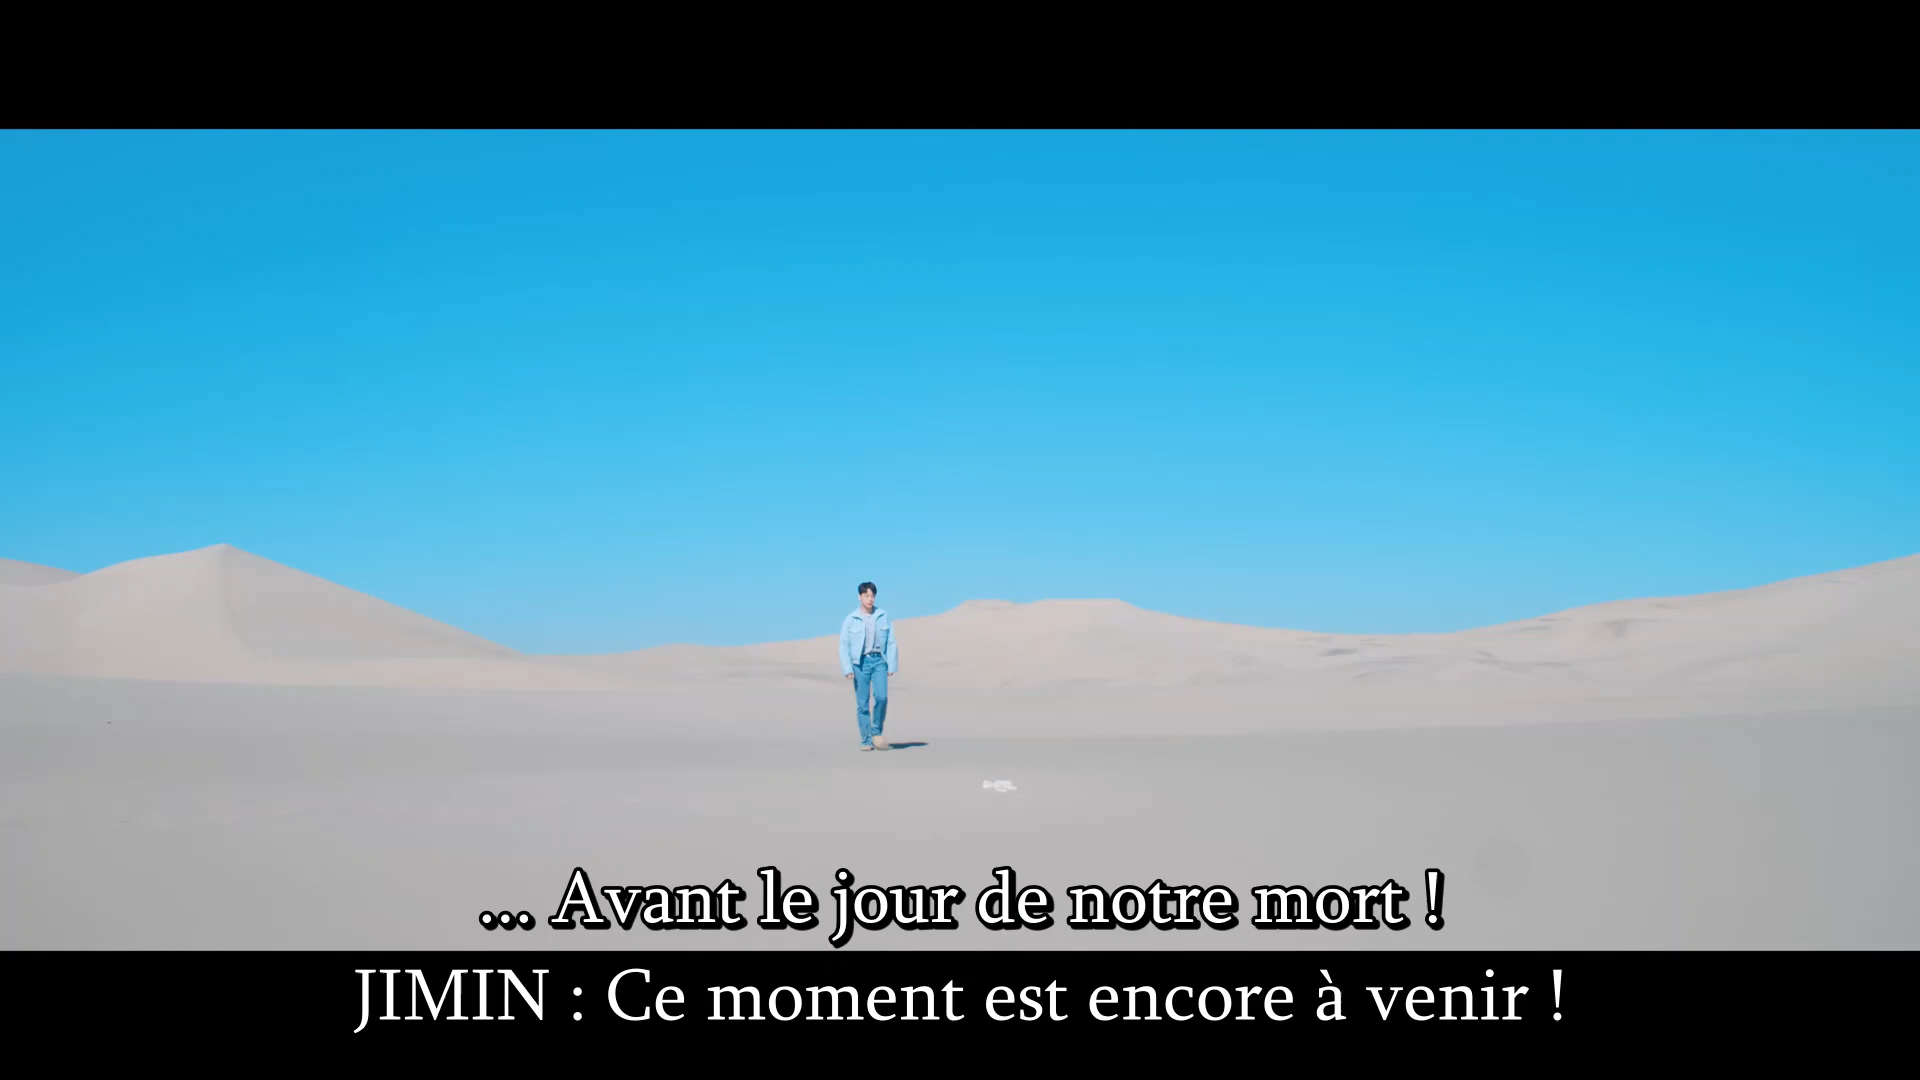 ... Avant le jour de notre mort !
JIMIN : Ce moment est encore à venir !